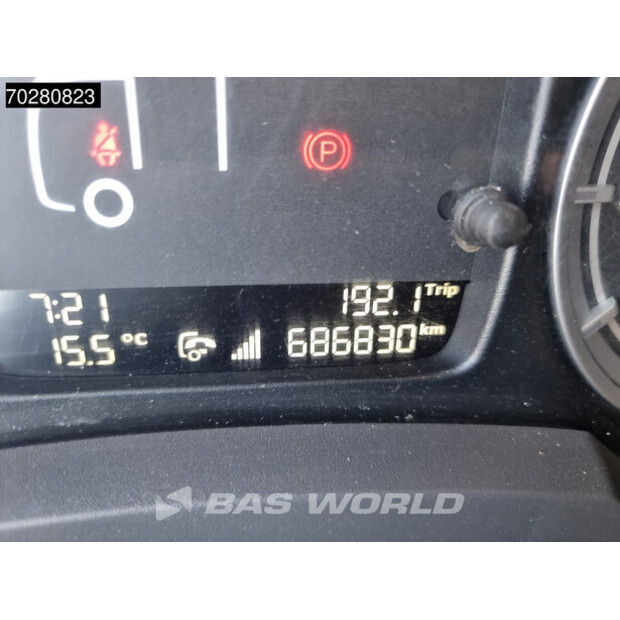 70280823
P
7:21 192.1 Trip
15.5 °C 686830 km
BAS WORLD